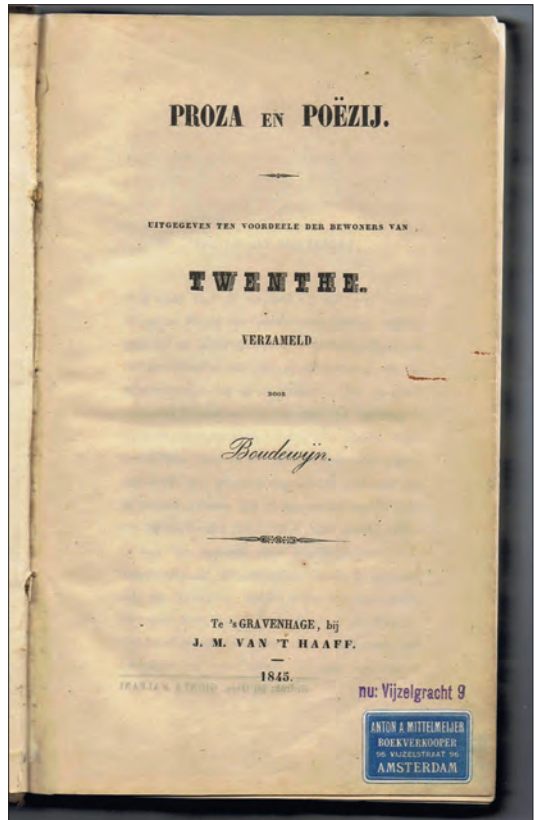 PROZA EN POËZIJ.
UITGEGEVEN TEN VOORDEELE DER BEWONERS VAN
TWENTHE.
VERZAMELD
DOOR
Boudewijn.
Te 's GRAVENHAGE, bij
J. M. VAN 'T HAAFF.
1845.
nu: Vijzelgracht 9
ANTON A MITTELMEIJER
BOEKVERKOOPER
96 VIJZELSTRAAT 96
AMSTERDAM